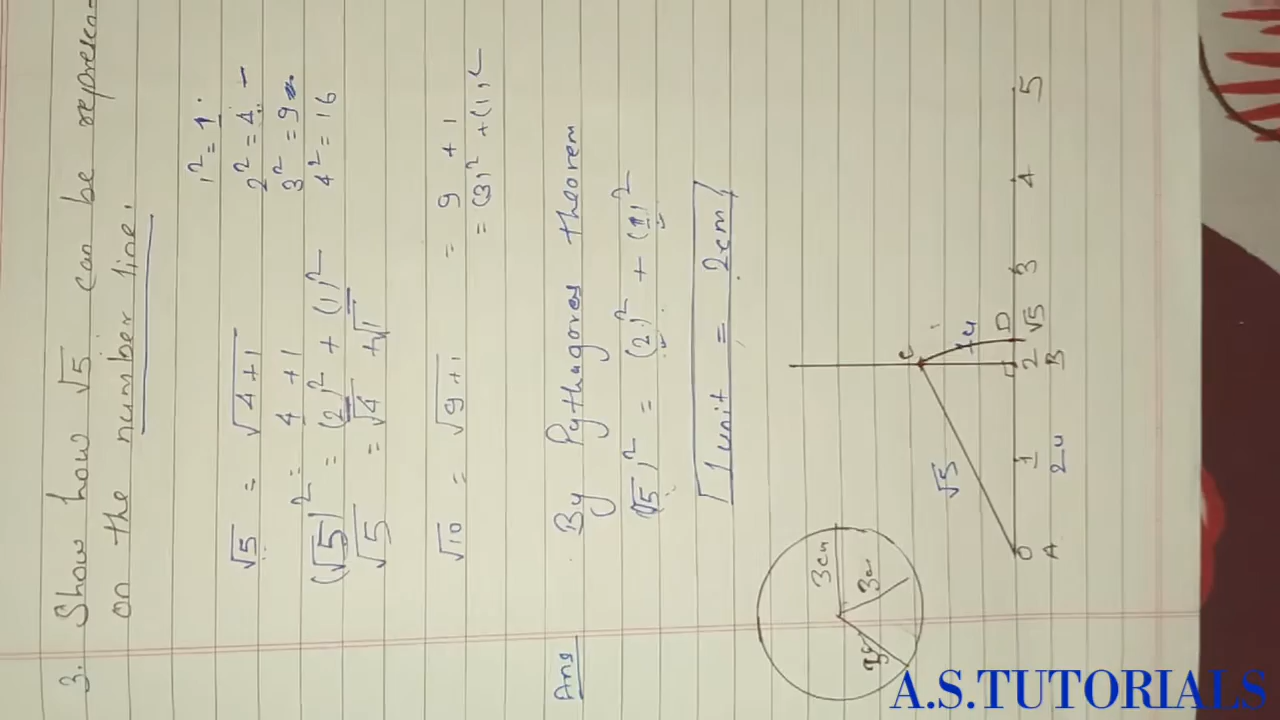 3. Show how √5 can be represen-
on the number line.
1² = 1.
√5 = √4+1
2² = 4
(√5)² = 4 + 1
3² = 9
= (2)² + (1)²
4² = 16
√5 = √4 + √1
√10 = √9+1 = 9 + 1
= (3)² + (1)²
Ans By Pythagores theorem
(√5)² = (2)² + (1)²
1 unit = 2cm
3cm
C
√5
D
0 1 2 √5 3 4 5
A 2u B
A.S.TUTORIALS